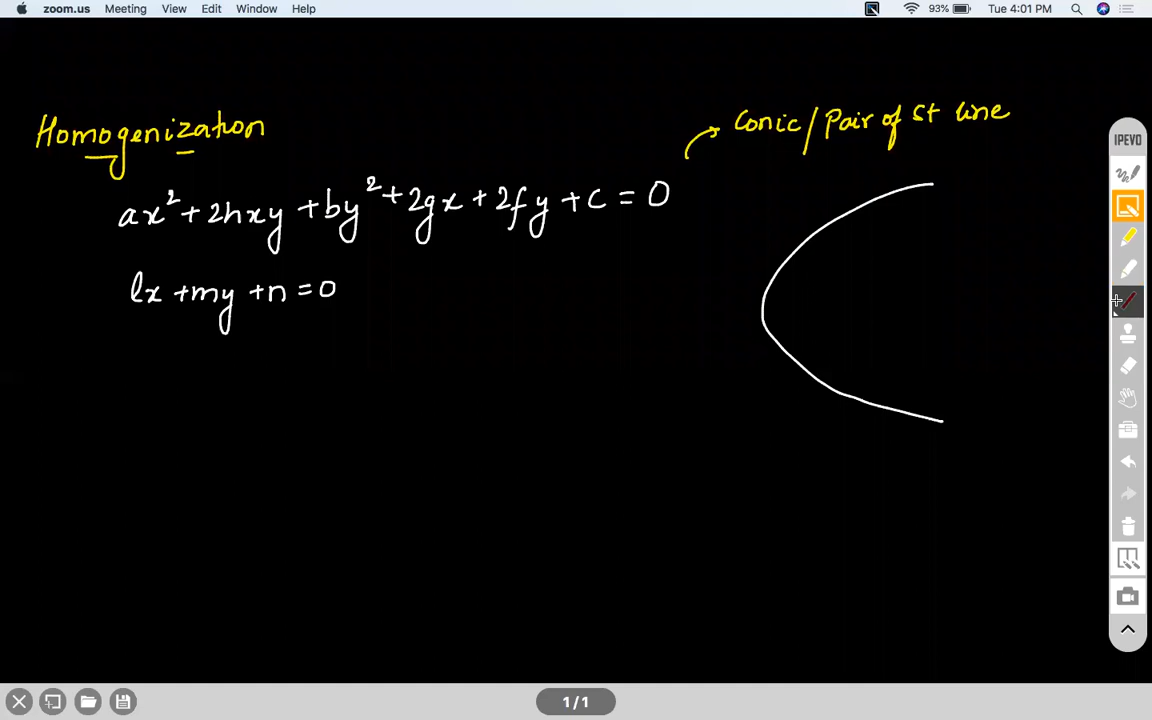 zoom.us Meeting View Edit Window Help 93% Tue 4:01 PM
Conic/Pair of St line
Homogenization
IPEVO
ax²+2hxy+by²+2gx+2fy+c=0
lx+my+n=0
1/1